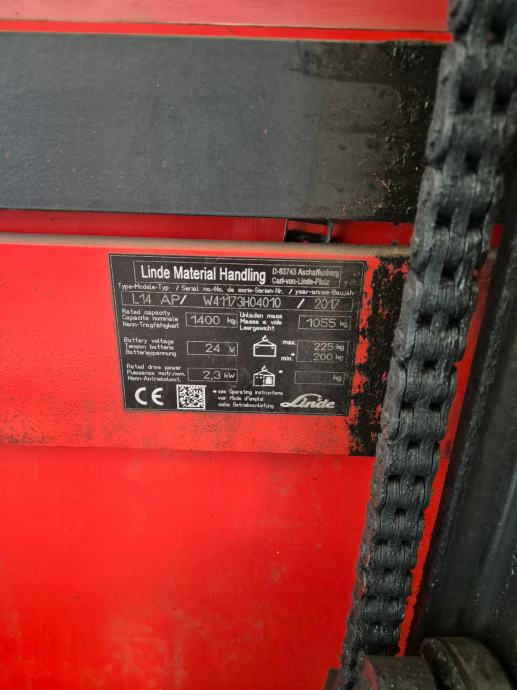 Linde Material Handling D-63743 Aschaffenburg
Carl-von-Linde-Platz
Type-Modele-Typ / Serial no.-No. de serie-Serien-Nr. / year-annee-Baujahr
L14 AP/ W41173H04010 / 2017
Rated capacity
Capacite nominale
Nenn-Tragfähigkeit
1400 kg
Unladen mass
Masse a vide
Leergewicht
1055 kg
Battery voltage
Tension batterie
Batteriespannung
24 V
max. 225 kg
min.* 200 kg
Rated drive power
Puissance motr.nom.
Nenn-Antriebsleist.
2,3 kW
* kg
CE
* see Operating instructions
voir Mode d'emploi
siehe Betriebsanleitung
Linde